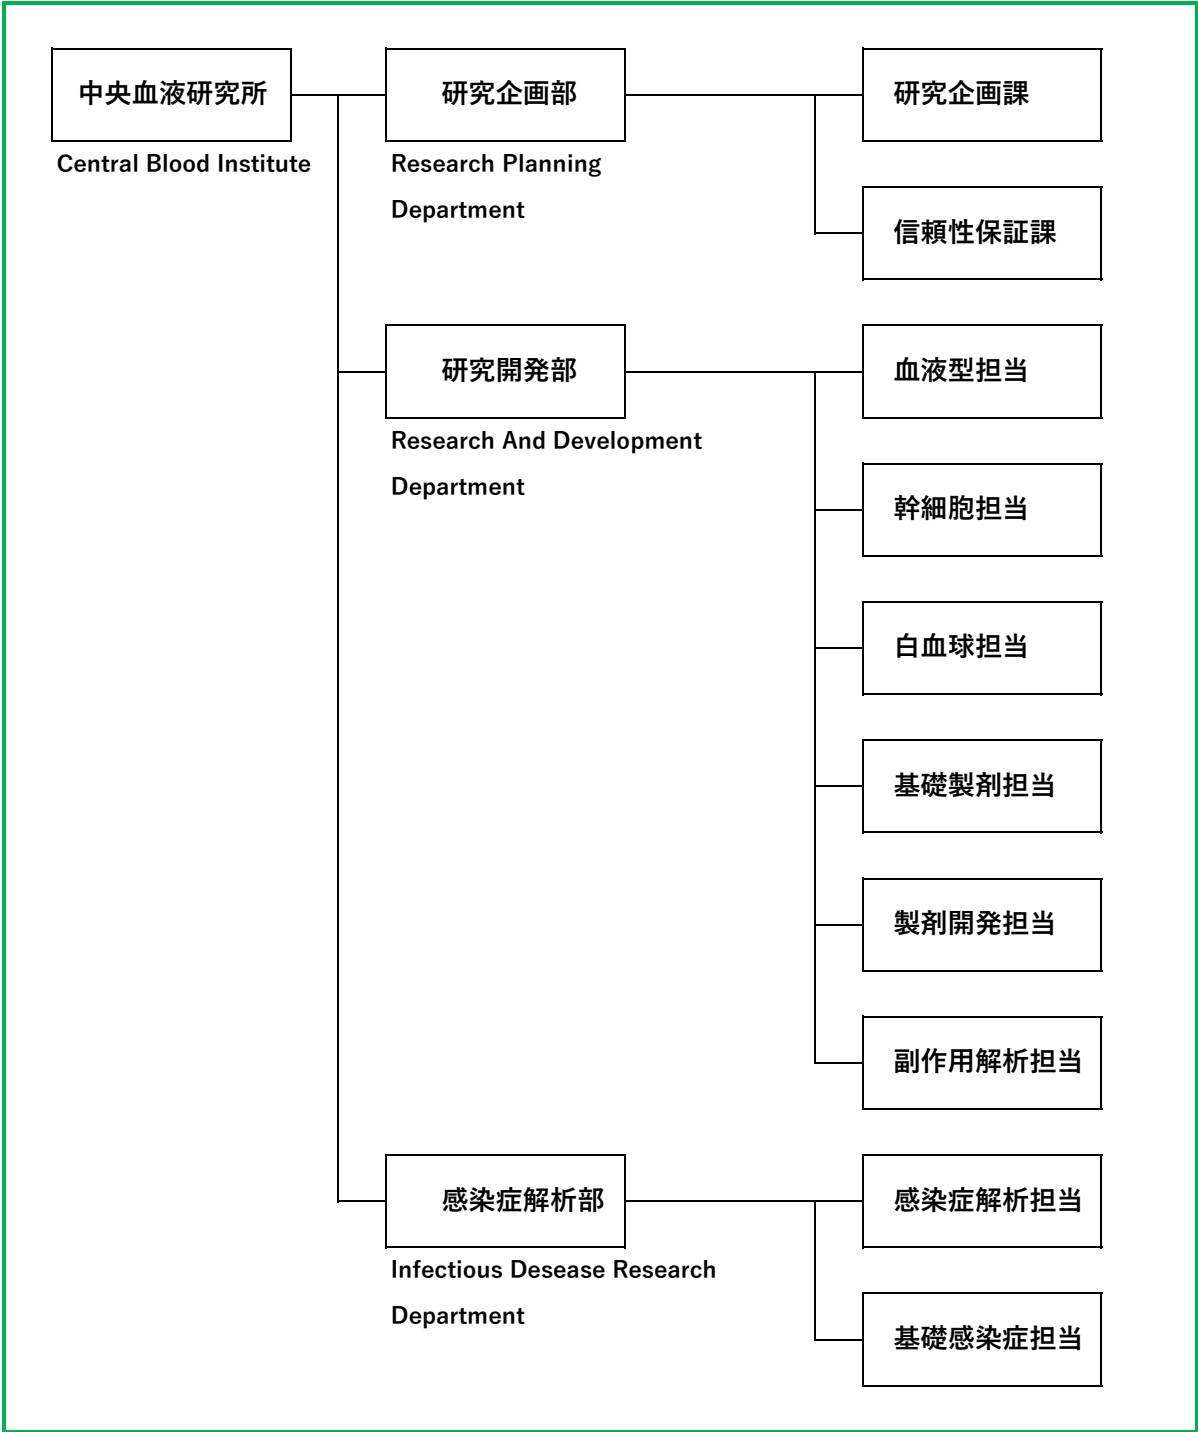 中央血液研究所
Central Blood Institute
研究企画部
Research Planning
Department
研究企画課
信頼性保証課
研究開発部
Research And Development
Department
血液型担当
幹細胞担当
白血球担当
基礎製剤担当
製剤開発担当
副作用解析担当
感染症解析部
Infectious Desease Research
Department
感染症解析担当
基礎感染症担当